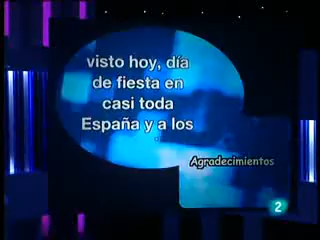 visto hoy, día
de fiesta en
casi toda
España y a los
Agradecimientos
2